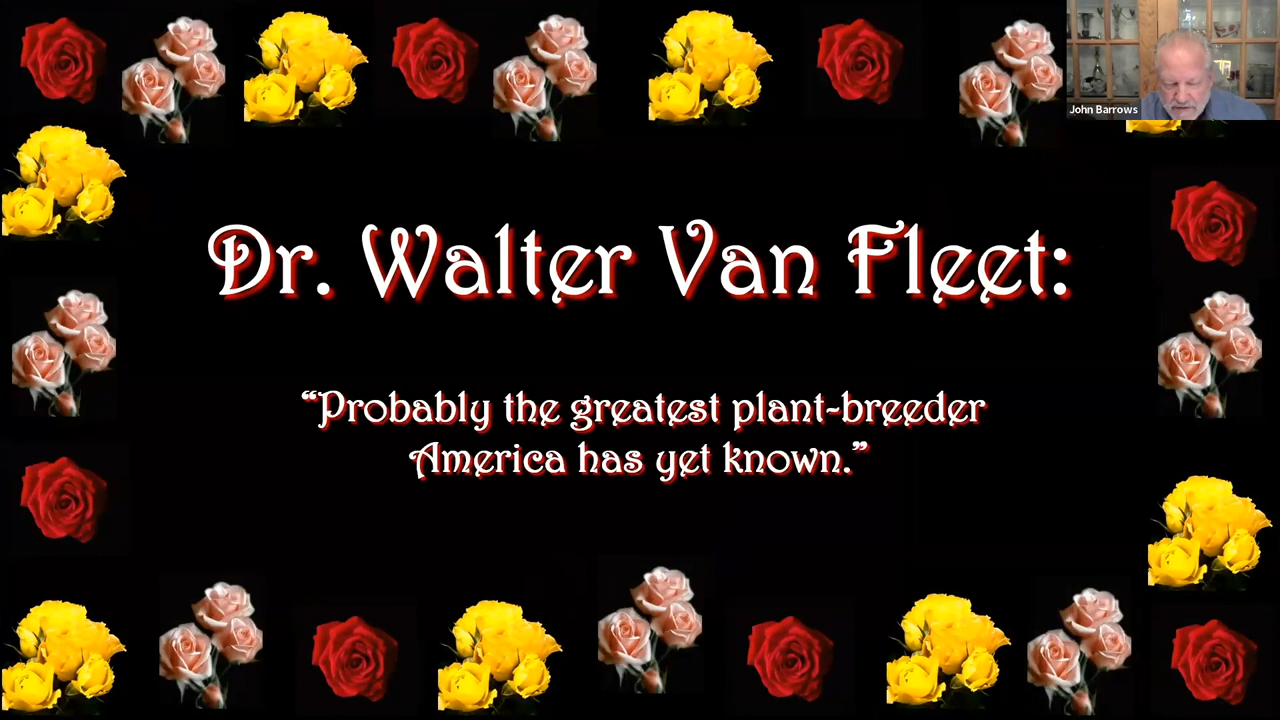 John Barrows
Dr. Walter Van Fleet:
“Probably the greatest plant-breeder
America has yet known.”